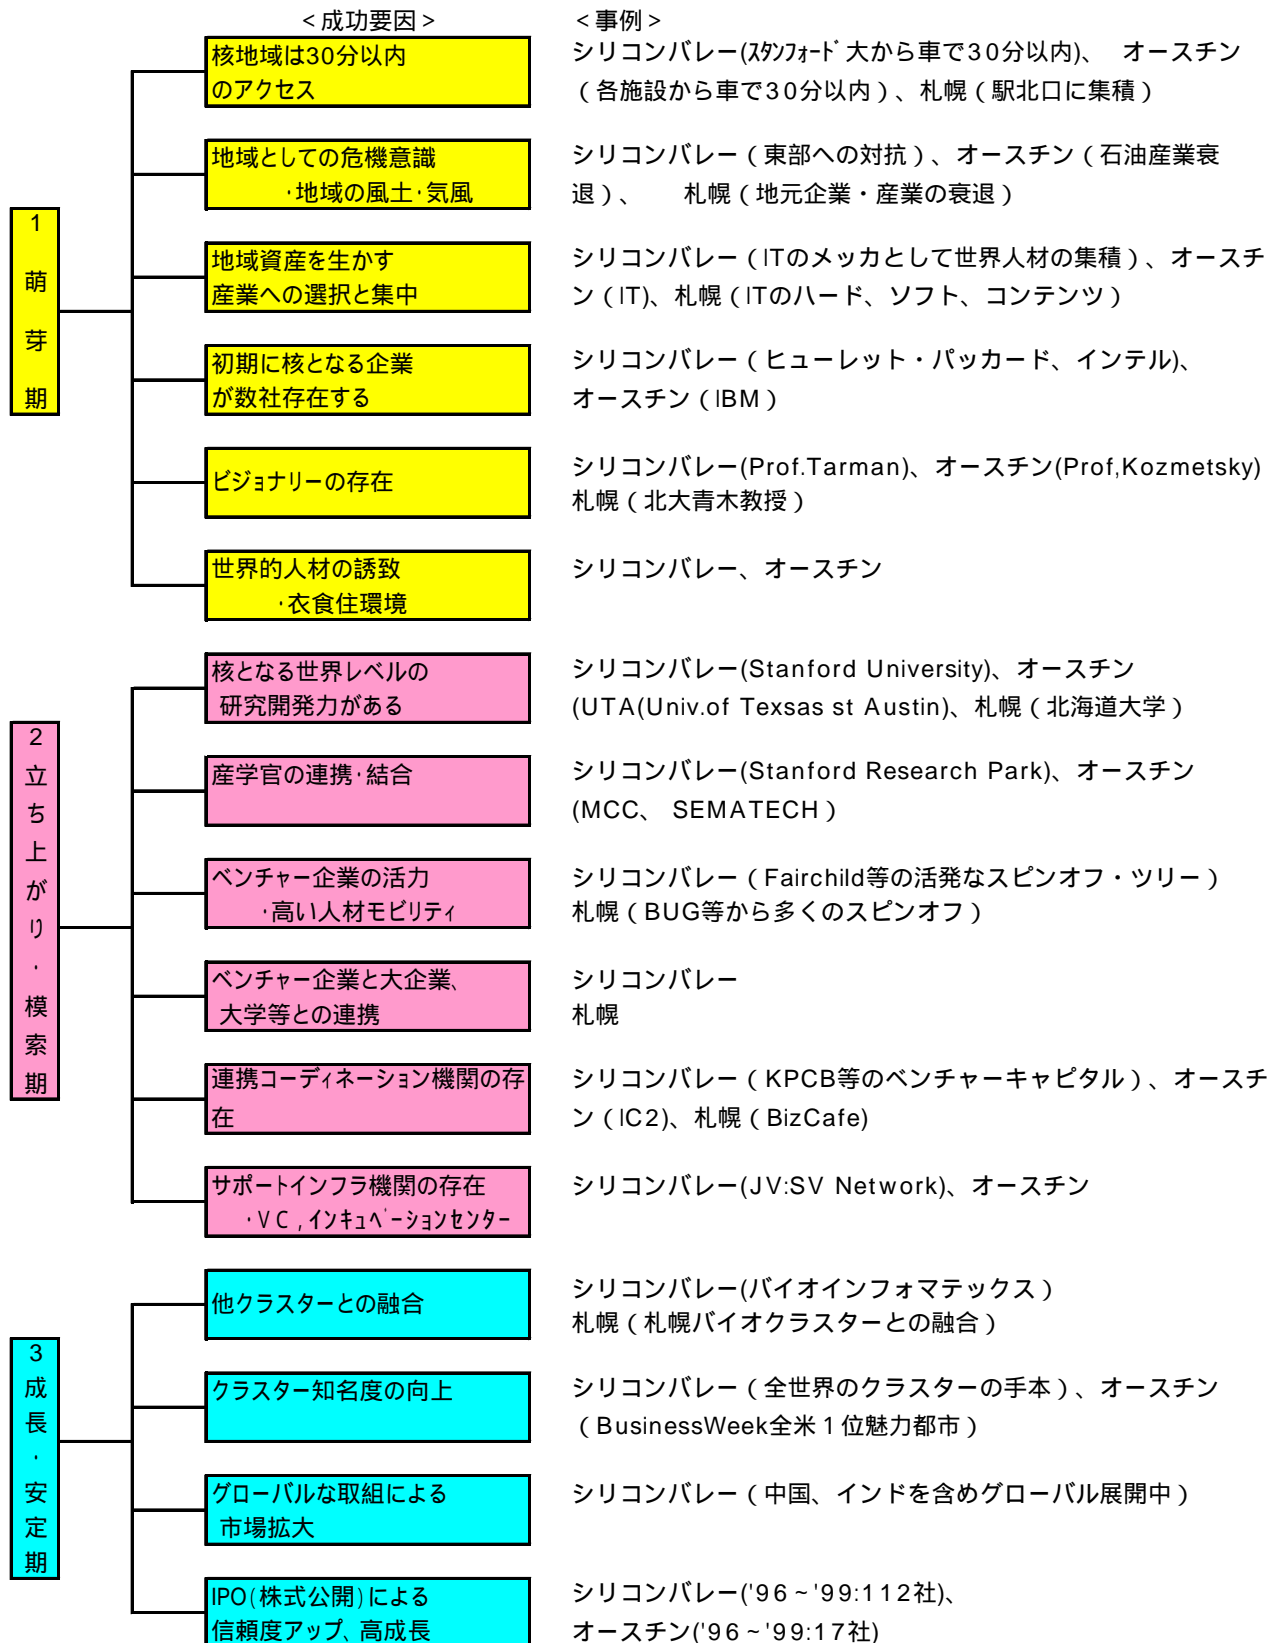 ＜成功要因＞　＜事例＞
1
萌
芽
期
核地域は30分以内
のアクセス
シリコンバレー(ｽﾀﾝﾌｫｰﾄﾞ大から車で30分以内)、　オースチン
（各施設から車で30分以内）、札幌（駅北口に集積）
地域としての危機意識
・地域の風土・気風
シリコンバレー（東部への対抗）、オースチン（石油産業衰
退）、　　札幌（地元企業・産業の衰退）
地域資産を生かす
産業への選択と集中
シリコンバレー（ITのメッカとして世界人材の集積）、オースチ
ン（IT)、札幌（ITのハード、ソフト、コンテンツ）
初期に核となる企業
が数社存在する
シリコンバレー（ヒューレット・パッカード、インテル)、
オースチン（IBM）
ビジョナリーの存在
シリコンバレー(Prof.Tarman)、オースチン(Prof,Kozmetsky)
札幌（北大青木教授）
世界的人材の誘致
・衣食住環境
シリコンバレー、オースチン
2
立
ち
上
が
り
・
模
索
期
核となる世界レベルの
研究開発力がある
シリコンバレー(Stanford University)、オースチン
(UTA(Univ.of Texsas st Austin)、札幌（北海道大学）
産学官の連携・結合
シリコンバレー(Stanford Research Park)、オースチン
(MCC、 SEMATECH）
ベンチャー企業の活力
・高い人材モビリティ
シリコンバレー（Fairchild等の活発なスピンオフ・ツリー）
札幌（BUG等から多くのスピンオフ）
ベンチャー企業と大企業、
大学等との連携
シリコンバレー
札幌
連携コーディネーション機関の存
在
シリコンバレー（KPCB等のベンチャーキャピタル）、オースチ
ン（IC2)、札幌（BizCafe)
サポートインフラ機関の存在
・VC,ｲﾝｷｭﾍﾞｰｼｮﾝｾﾝﾀｰ
シリコンバレー(JV:SV Network)、オースチン
3
成
長
・
安
定
期
他クラスターとの融合
シリコンバレー(バイオインフォマテックス）
札幌（札幌バイオクラスターとの融合）
クラスター知名度の向上
シリコンバレー（全世界のクラスターの手本）、オースチン
（BusinessWeek全米１位魅力都市）
グローバルな取組による
市場拡大
シリコンバレー（中国、インドを含めグローバル展開中）
IPO(株式公開)による
信頼度アップ、高成長
シリコンバレー('96～'99:112社)、
オースチン('96～'99:17社)